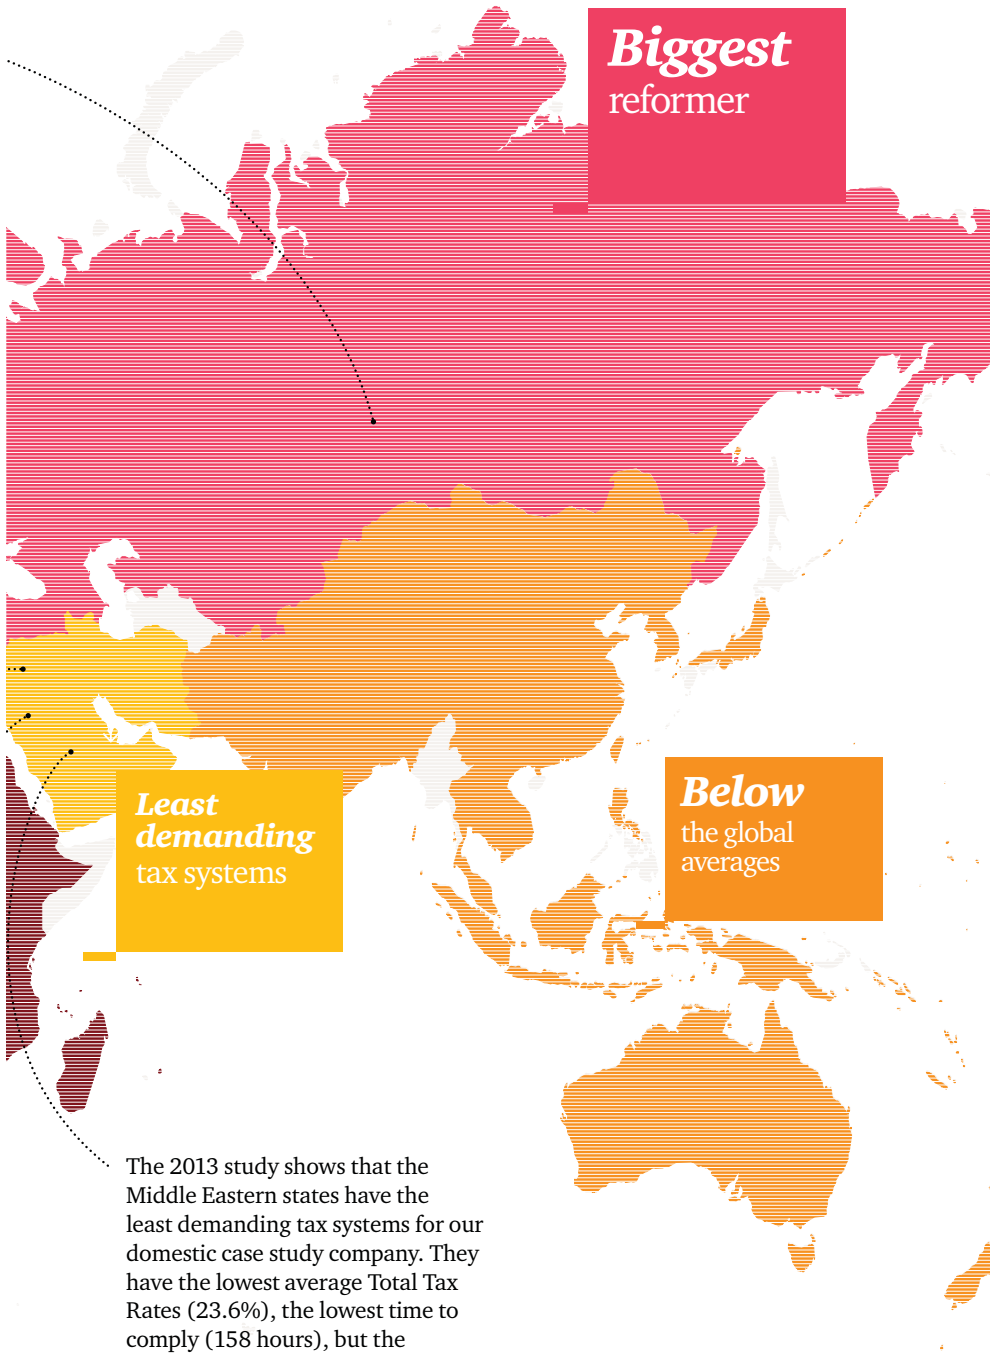 Biggest
reformer
Least
demanding
tax systems
Below
the global
averages
The 2013 study shows that the
Middle Eastern states have the
least demanding tax systems for our
domestic case study company. They
have the lowest average Total Tax
Rates (23.6%), the lowest time to
comply (158 hours), but the